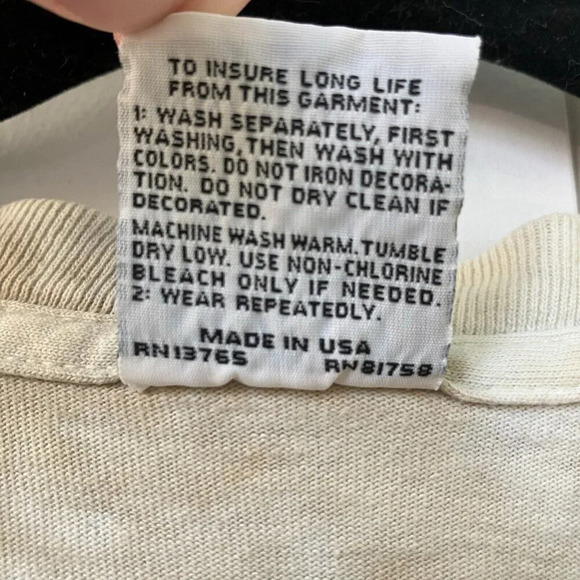 TO INSURE LONG LIFE
FROM THIS GARMENT:
1: WASH SEPARATELY, FIRST
WASHING, THEN WASH WITH
COLORS. DO NOT IRON DECORA-
TION. DO NOT DRY CLEAN IF
DECORATED.
MACHINE WASH WARM. TUMBLE
DRY LOW. USE NON-CHLORINE
BLEACH ONLY IF NEEDED.
2: WEAR REPEATEDLY.
MADE IN USA
RN13765 RN81758